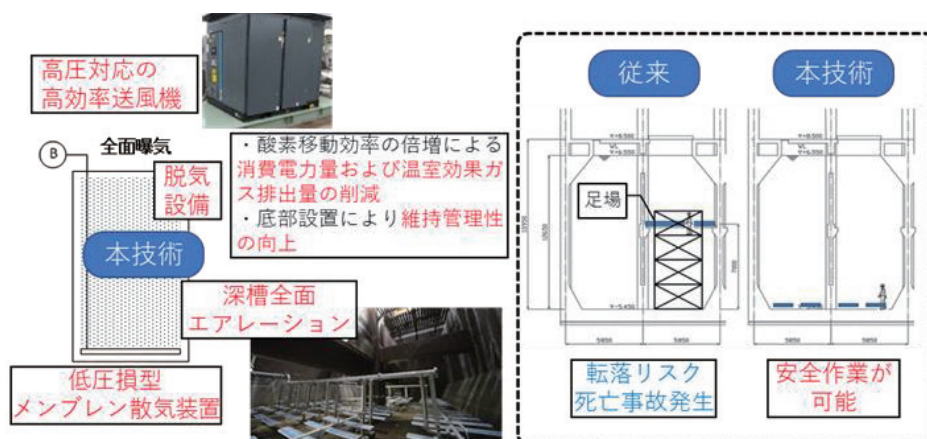 高圧対応の
高効率送風機
全面曝気
B
脱気
設備
本技術
・酸素移動効率の倍増による
消費電力量および温室効果ガ
ス排出量の削減
・底部設置により維持管理性
の向上
深槽全面
エアレーション
低圧損型
メンブレン散気装置
従来
本技術
足場
5850
5850
5850
5850
転落リスク
死亡事故発生
安全作業が
可能